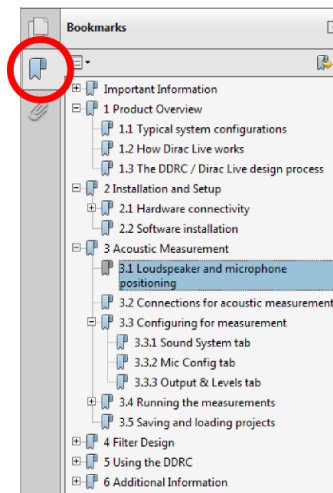 Bookmarks
Important Information
1 Product Overview
1.1 Typical system configurations
1.2 How Dirac Live works
1.3 The DDRC / Dirac Live design process
2 Installation and Setup
2.1 Hardware connectivity
2.2 Software installation
3 Acoustic Measurement
3.1 Loudspeaker and microphone
positioning
3.2 Connections for acoustic measurement
3.3 Configuring for measurement
3.3.1 Sound System tab
3.3.2 Mic Config tab
3.3.3 Output & Levels tab
3.4 Running the measurements
3.5 Saving and loading projects
4 Filter Design
5 Using the DDRC
6 Additional Information